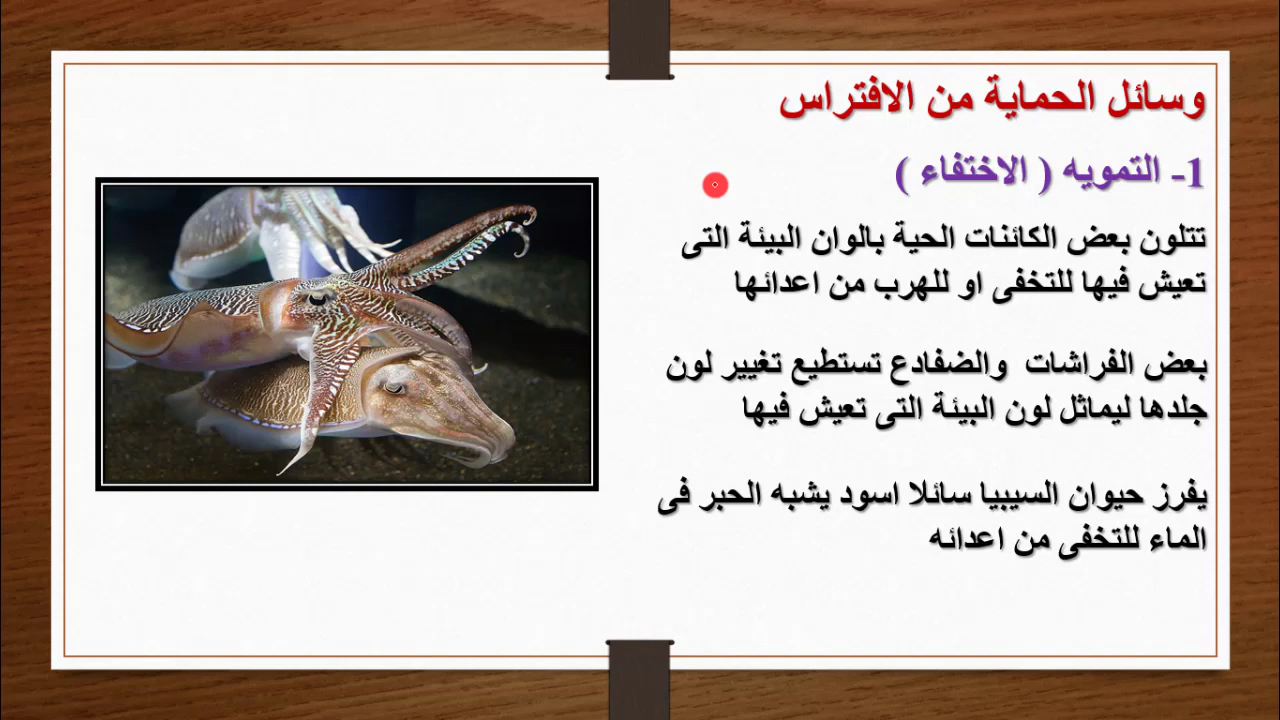 وسائل الحماية من الافتراس
1- التمويه ( الاختفاء )
تتلون بعض الكائنات الحية بالوان البيئة التى
تعيش فيها للتخفى او للهرب من اعدائها
بعض الفراشات والضفادع تستطيع تغيير لون
جلدها ليماثل لون البيئة التى تعيش فيها
يفرز حيوان السيبيا سائلا اسود يشبه الحبر فى
الماء للتخفى من اعدائه